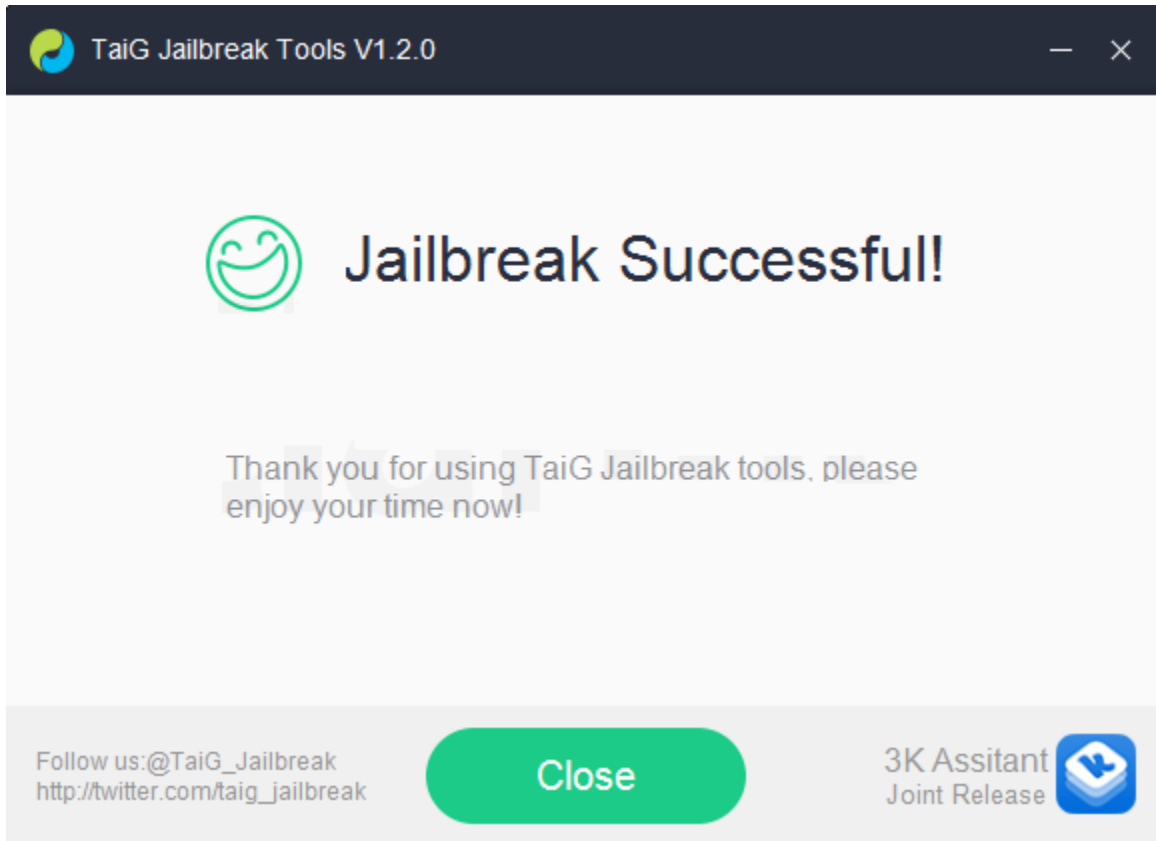 TaiG Jailbreak Tools V1.2.0
Jailbreak Successful!
Thank you for using TaiG Jailbreak tools, please
enjoy your time now!
Follow us:@TaiG_Jailbreak
http://twitter.com/taig_jailbreak
Close
3K Assitant
Joint Release